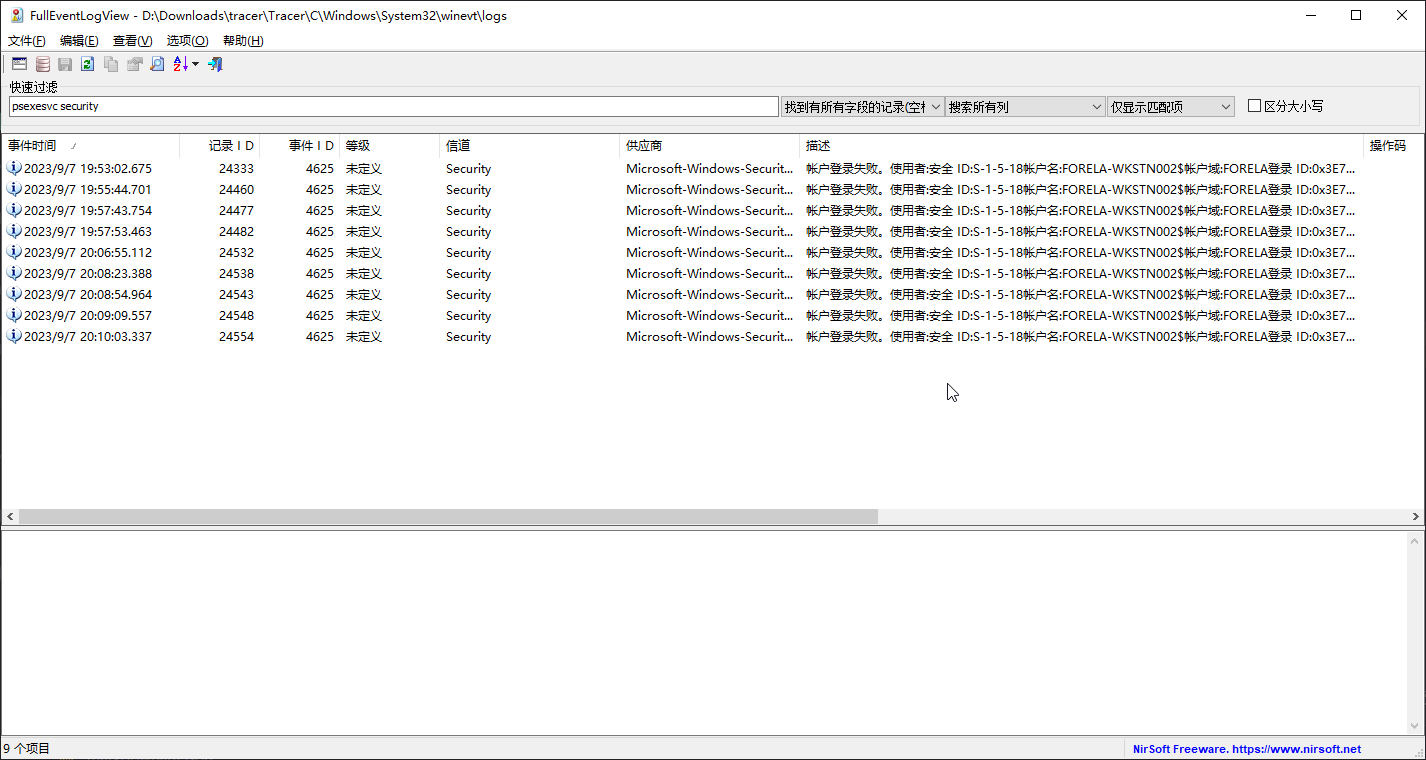 FullEventLogView - D:\Downloads\tracer\Tracer\C\Windows\System32\winevt\logs
文件(F) 编辑(E) 查看(V) 选项(O) 帮助(H)
快速过滤
psexesvc security 找到有所有字段的记录(空格 搜索所有列 仅显示匹配项 区分大小写
事件时间 记录 I D 事件 I D 等级 信道 供应商 描述 操作码
2023/9/7 19:53:02.675 24333 4625 未定义 Security Microsoft-Windows-Securit... 帐户登录失败。使用者:安全 ID:S-1-5-18帐户名:FORELA-WKSTN002$帐户域:FORELA登录 ID:0x3E7...
2023/9/7 19:55:44.701 24460 4625 未定义 Security Microsoft-Windows-Securit... 帐户登录失败。使用者:安全 ID:S-1-5-18帐户名:FORELA-WKSTN002$帐户域:FORELA登录 ID:0x3E7...
2023/9/7 19:57:43.754 24477 4625 未定义 Security Microsoft-Windows-Securit... 帐户登录失败。使用者:安全 ID:S-1-5-18帐户名:FORELA-WKSTN002$帐户域:FORELA登录 ID:0x3E7...
2023/9/7 19:57:53.463 24482 4625 未定义 Security Microsoft-Windows-Securit... 帐户登录失败。使用者:安全 ID:S-1-5-18帐户名:FORELA-WKSTN002$帐户域:FORELA登录 ID:0x3E7...
2023/9/7 20:06:55.112 24532 4625 未定义 Security Microsoft-Windows-Securit... 帐户登录失败。使用者:安全 ID:S-1-5-18帐户名:FORELA-WKSTN002$帐户域:FORELA登录 ID:0x3E7...
2023/9/7 20:08:23.388 24538 4625 未定义 Security Microsoft-Windows-Securit... 帐户登录失败。使用者:安全 ID:S-1-5-18帐户名:FORELA-WKSTN002$帐户域:FORELA登录 ID:0x3E7...
2023/9/7 20:08:54.964 24543 4625 未定义 Security Microsoft-Windows-Securit... 帐户登录失败。使用者:安全 ID:S-1-5-18帐户名:FORELA-WKSTN002$帐户域:FORELA登录 ID:0x3E7...
2023/9/7 20:09:09.557 24548 4625 未定义 Security Microsoft-Windows-Securit... 帐户登录失败。使用者:安全 ID:S-1-5-18帐户名:FORELA-WKSTN002$帐户域:FORELA登录 ID:0x3E7...
2023/9/7 20:10:03.337 24554 4625 未定义 Security Microsoft-Windows-Securit... 帐户登录失败。使用者:安全 ID:S-1-5-18帐户名:FORELA-WKSTN002$帐户域:FORELA登录 ID:0x3E7...
9 个项目 NirSoft Freeware. https://www.nirsoft.net